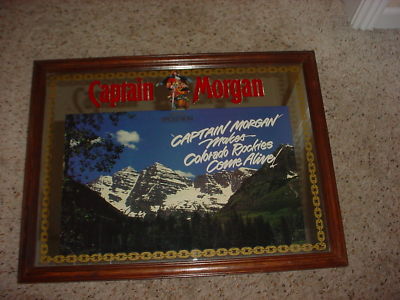 Captain Morgan
CAPTAIN MORGAN
Makes
Colorado Rockies
Come Alive!